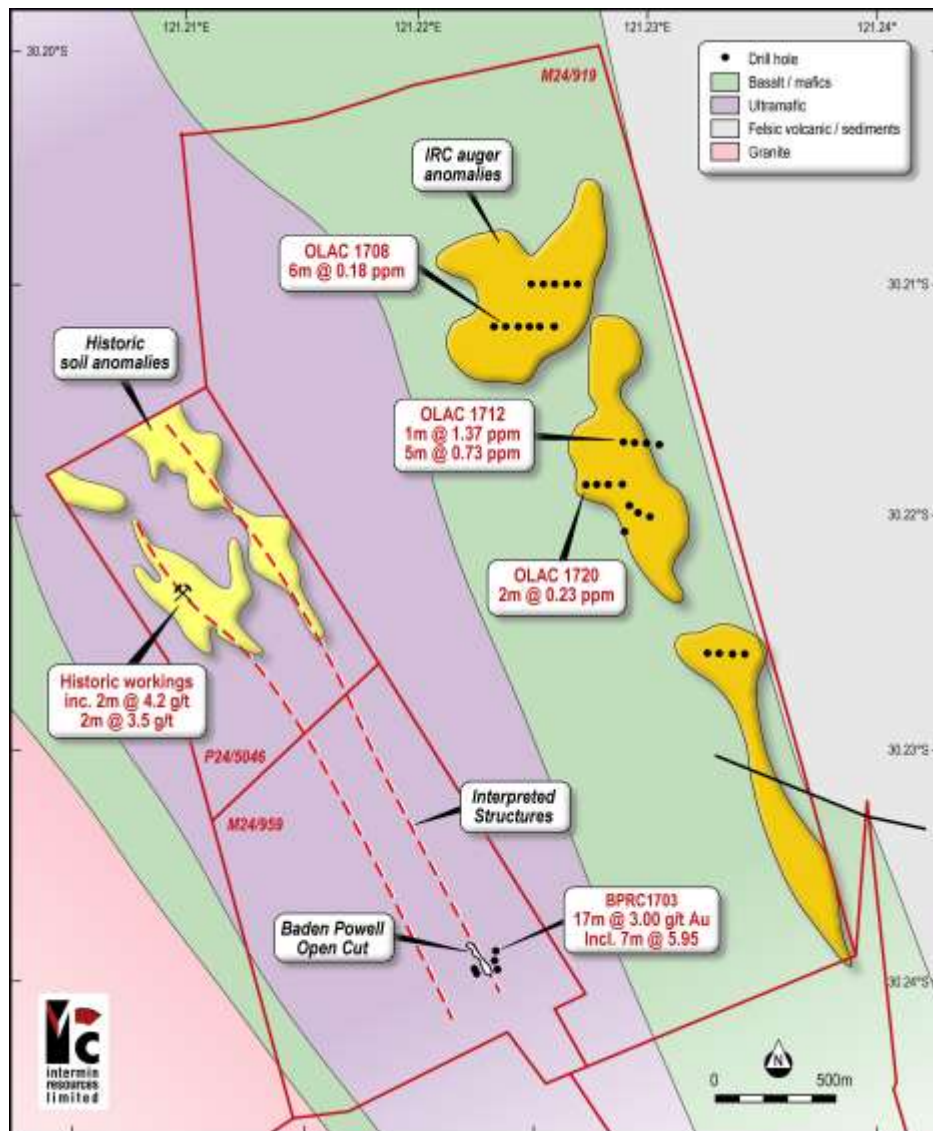 121.21°E
121.22°E
121.23°E
121.24°
30.20°S
M24/919
Drill hole
Basalt / mafics
Ultramafic
Felsic volcanic / sediments
Granite
IRC auger
anomalies
OLAC 1708
6m @ 0.18 ppm
30.21°S
Historic
soil anomalies
OLAC 1712
1m @ 1.37 ppm
5m @ 0.73 ppm
30.22°S
OLAC 1720
2m @ 0.23 ppm
Historic workings
inc. 2m @ 4.2 g/t
2m @ 3.5 g/t
P24/5046
30.23°S
M24/959
Interpreted
Structures
Baden Powell
Open Cut
BPRC1703
17m @ 3.00 g/t Au
Incl. 7m @ 5.95
30.24°S
intermin
resources
limited
0 500m